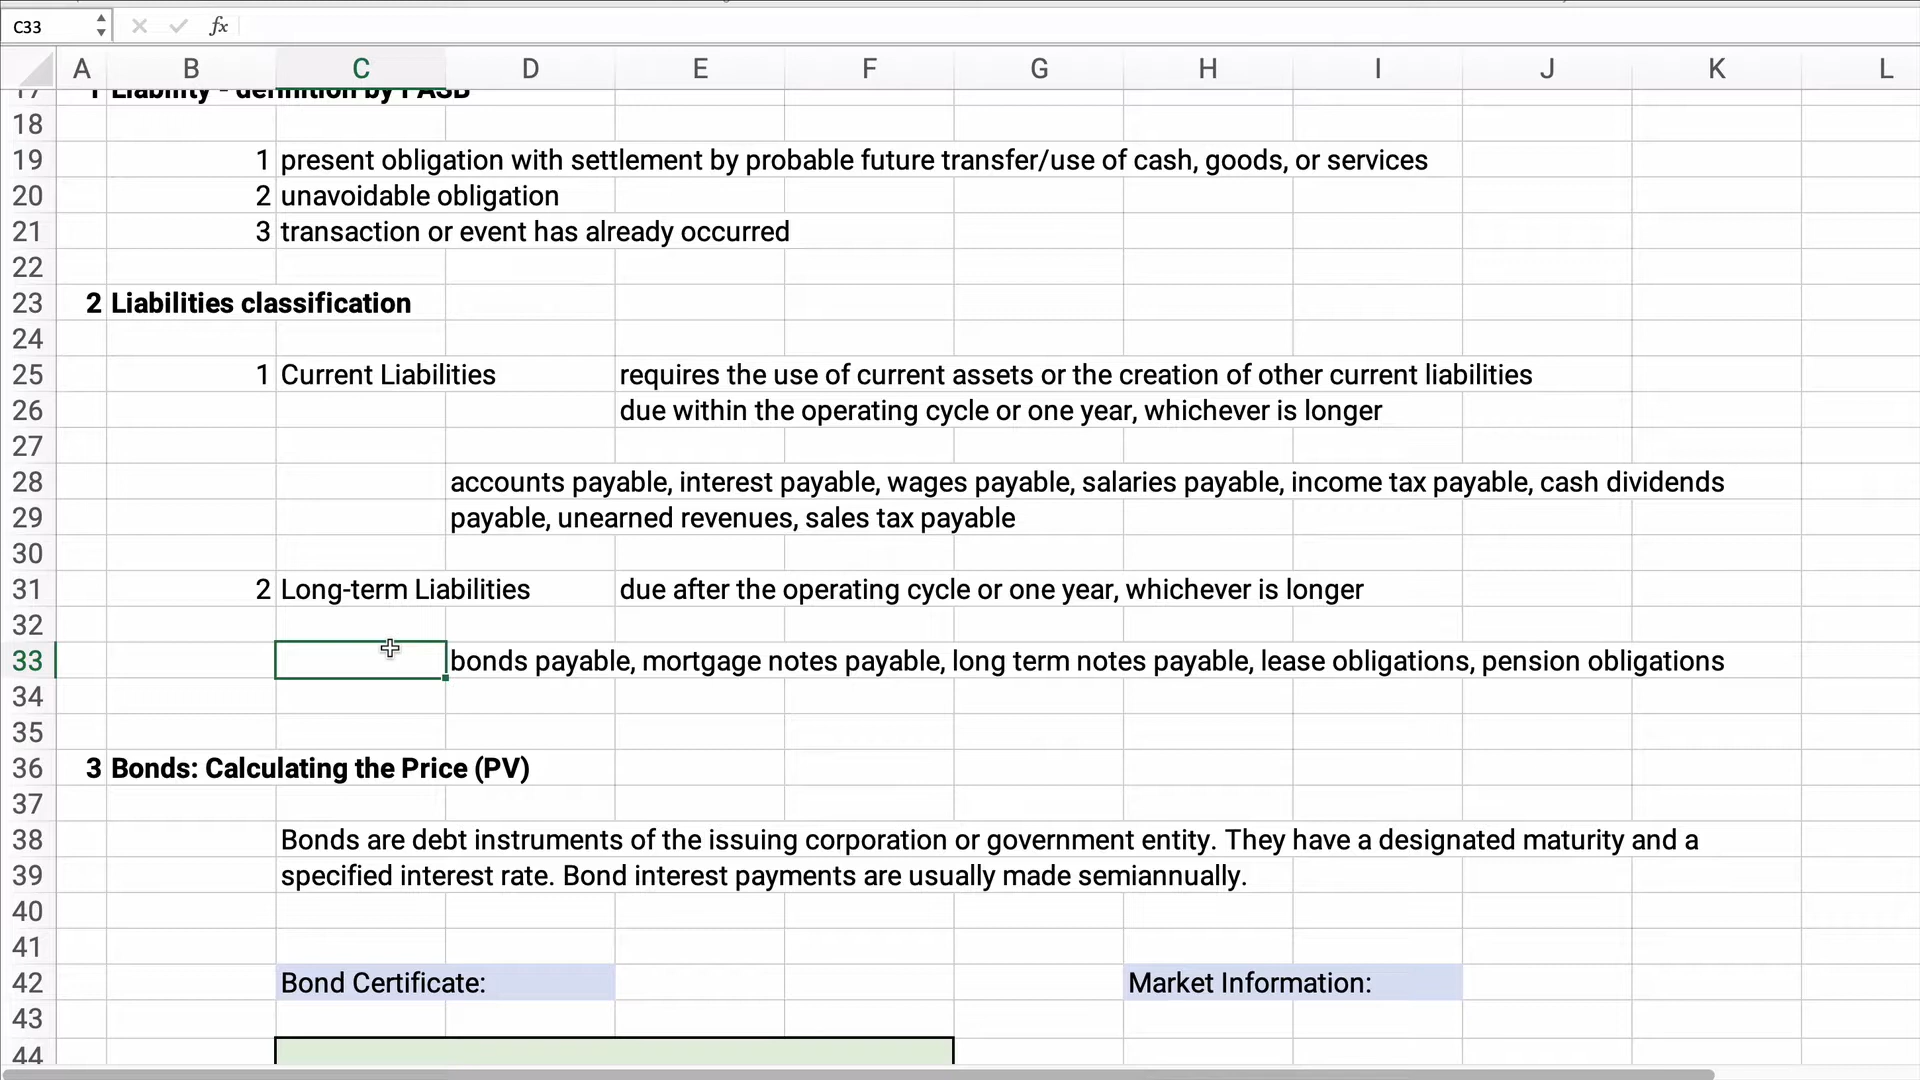 C33 fx
A B C D E F G H I J K L
17 1 Liability - definition by FASB
18
19 1 present obligation with settlement by probable future transfer/use of cash, goods, or services
20 2 unavoidable obligation
21 3 transaction or event has already occurred
22
23 2 Liabilities classification
24
25 1 Current Liabilities requires the use of current assets or the creation of other current liabilities
26 due within the operating cycle or one year, whichever is longer
27
28 accounts payable, interest payable, wages payable, salaries payable, income tax payable, cash dividends
29 payable, unearned revenues, sales tax payable
30
31 2 Long-term Liabilities due after the operating cycle or one year, whichever is longer
32
33 bonds payable, mortgage notes payable, long term notes payable, lease obligations, pension obligations
34
35
36 3 Bonds: Calculating the Price (PV)
37
38 Bonds are debt instruments of the issuing corporation or government entity. They have a designated maturity and a
39 specified interest rate. Bond interest payments are usually made semiannually.
40
41
42 Bond Certificate: Market Information:
43
44